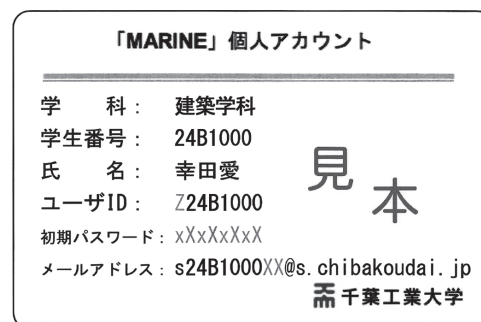 「MARINE」個人アカウント
学　科： 建築学科
学生番号： 24B1000
氏　名： 幸田愛
ユーザID： Z24B1000
初期パスワード： xXxXxXxX
メールアドレス： s24B1000XX@s.chibakoudai.jp
見本
千葉工業大学